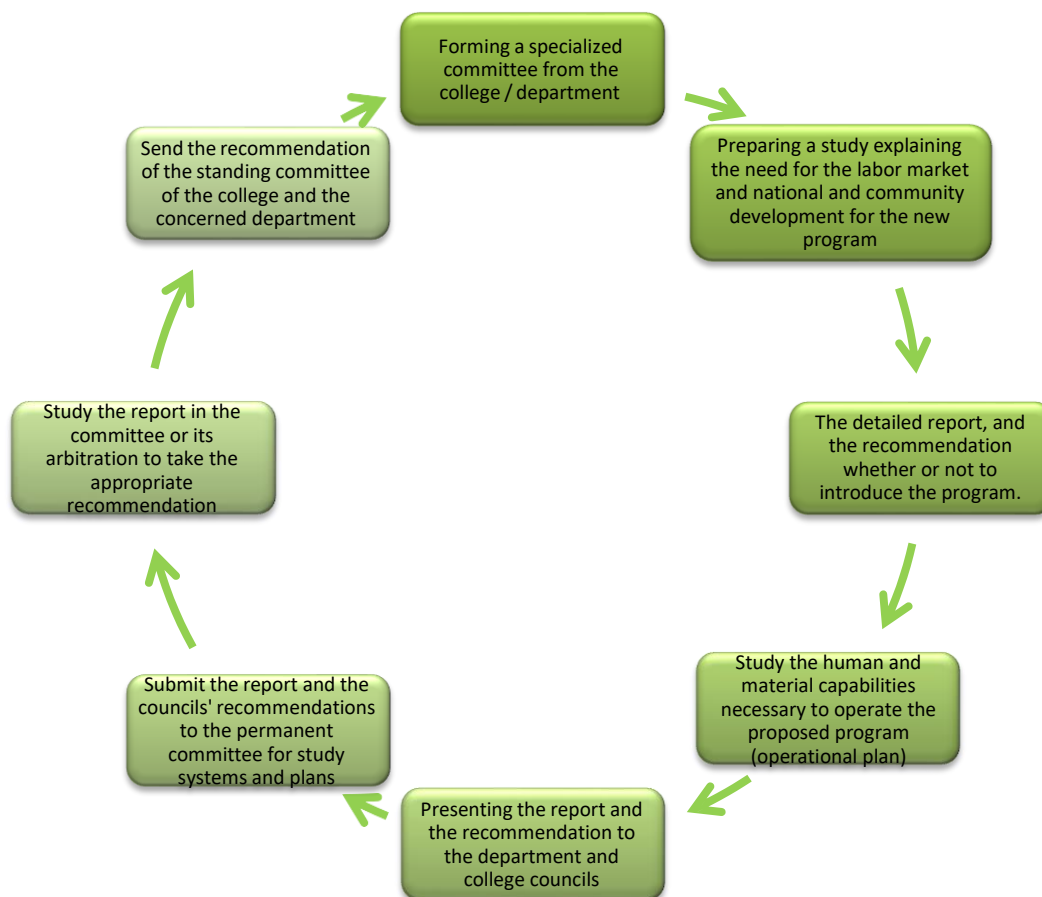 Forming a specialized
committee from the
college / department
Preparing a study explaining
the need for the labor market
and national and community
development for the new
program
The detailed report, and
the recommendation
whether or not to
introduce the program.
Study the human and
material capabilities
necessary to operate the
proposed program
(operational plan)
Presenting the report and
the recommendation to
the department and
college councils
Submit the report and the
councils' recommendations
to the permanent
committee for study
systems and plans
Study the report in the
committee or its
arbitration to take the
appropriate
recommendation
Send the recommendation
of the standing committee
of the college and the
concerned department